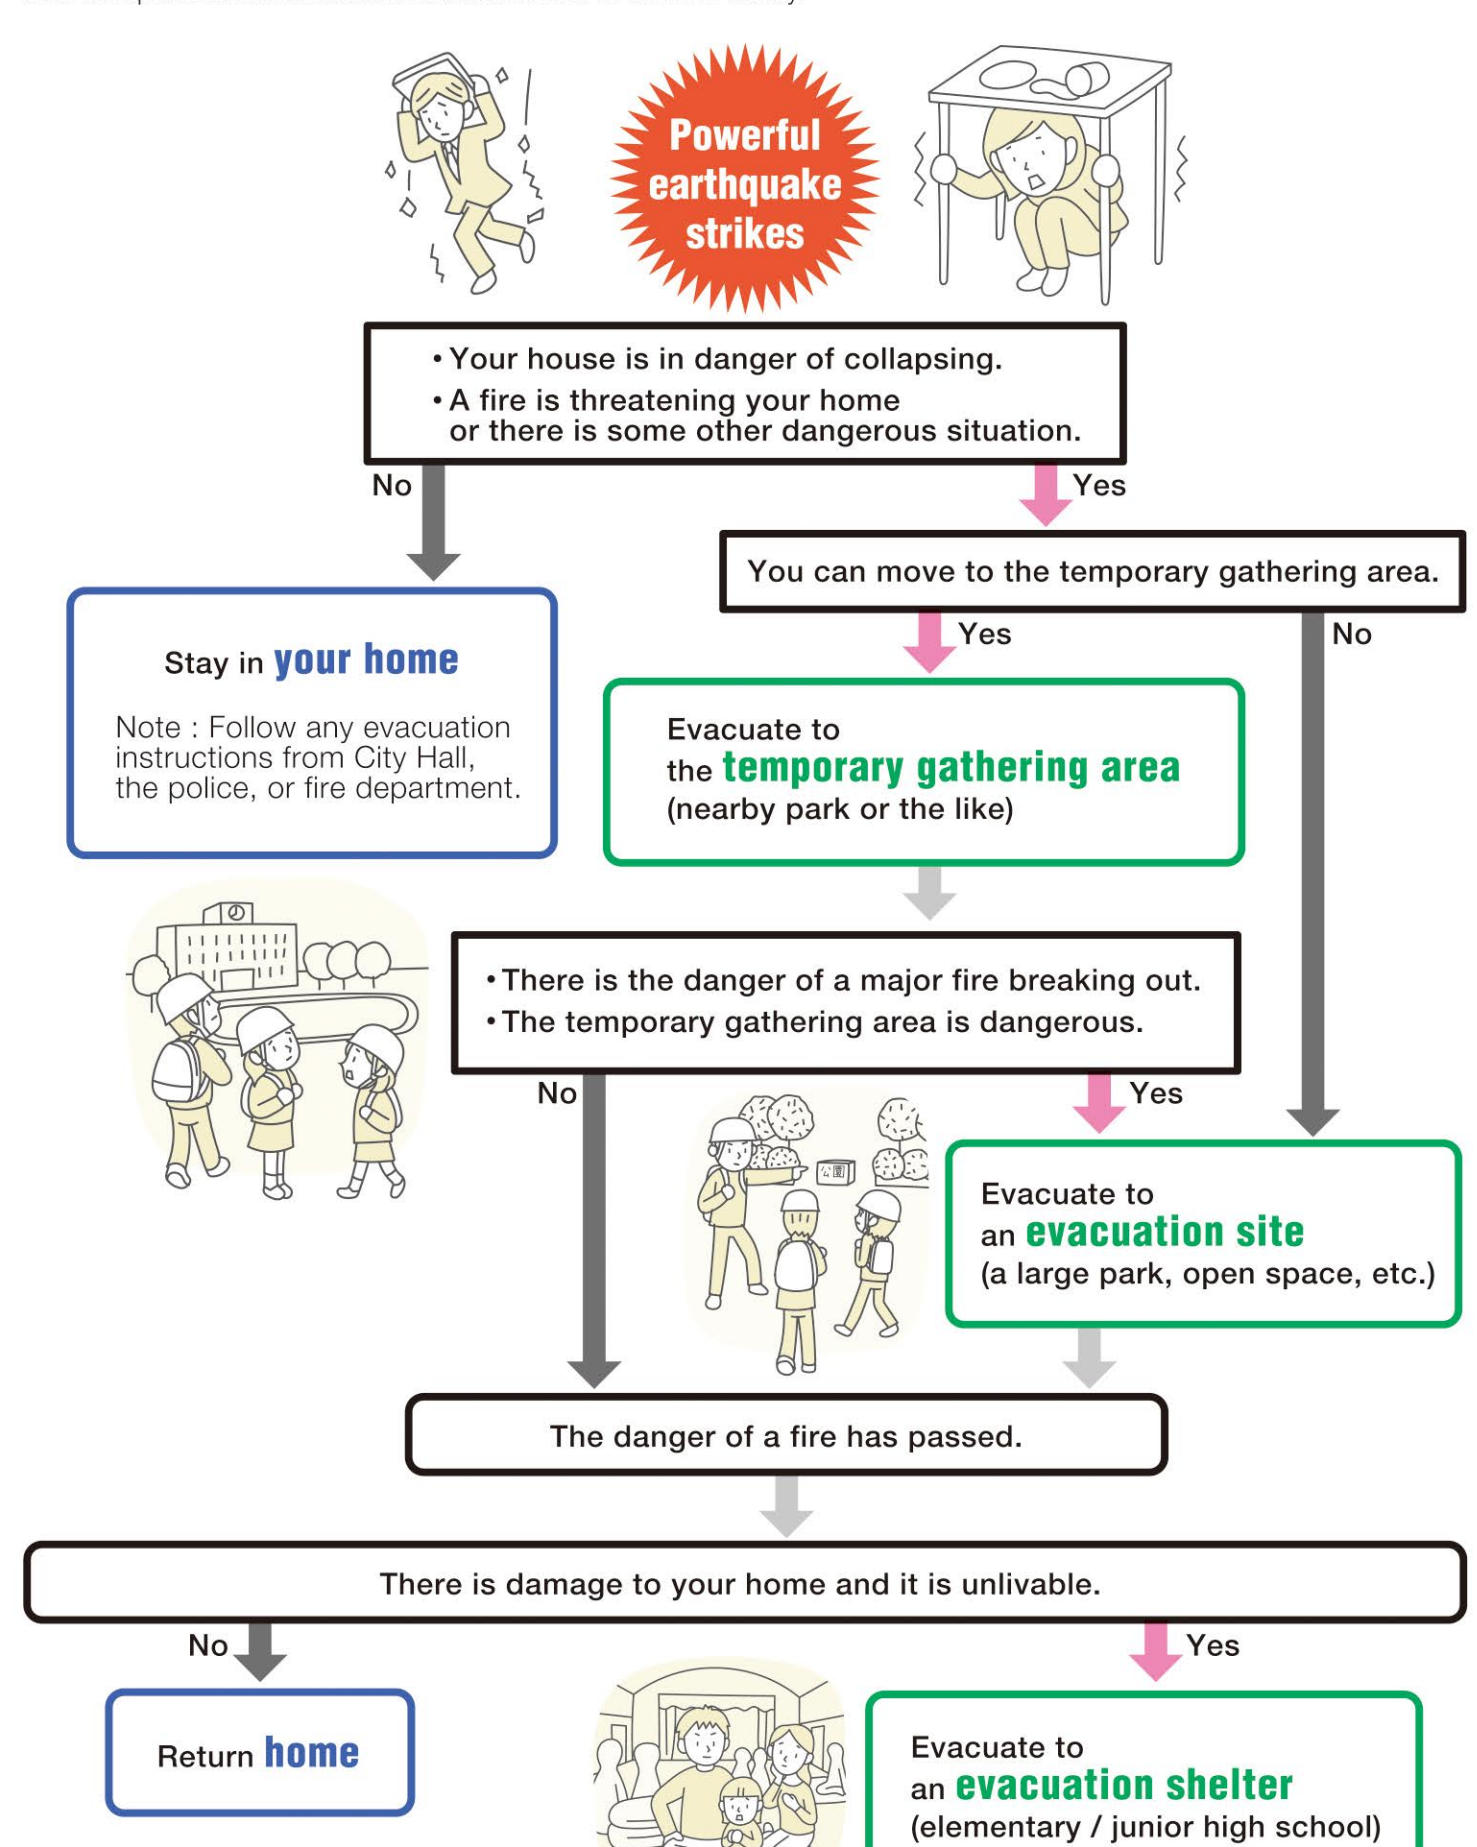 Powerful
earthquake
strikes
• Your house is in danger of collapsing.
• A fire is threatening your home
or there is some other dangerous situation.
No
Yes
You can move to the temporary gathering area.
Yes
No
Stay in your home
Note : Follow any evacuation
instructions from City Hall,
the police, or fire department.
Evacuate to
the temporary gathering area
(nearby park or the like)
• There is the danger of a major fire breaking out.
• The temporary gathering area is dangerous.
No
Yes
公園
Evacuate to
an evacuation site
(a large park, open space, etc.)
The danger of a fire has passed.
There is damage to your home and it is unlivable.
No
Yes
Return home
Evacuate to
an evacuation shelter
(elementary / junior high school)